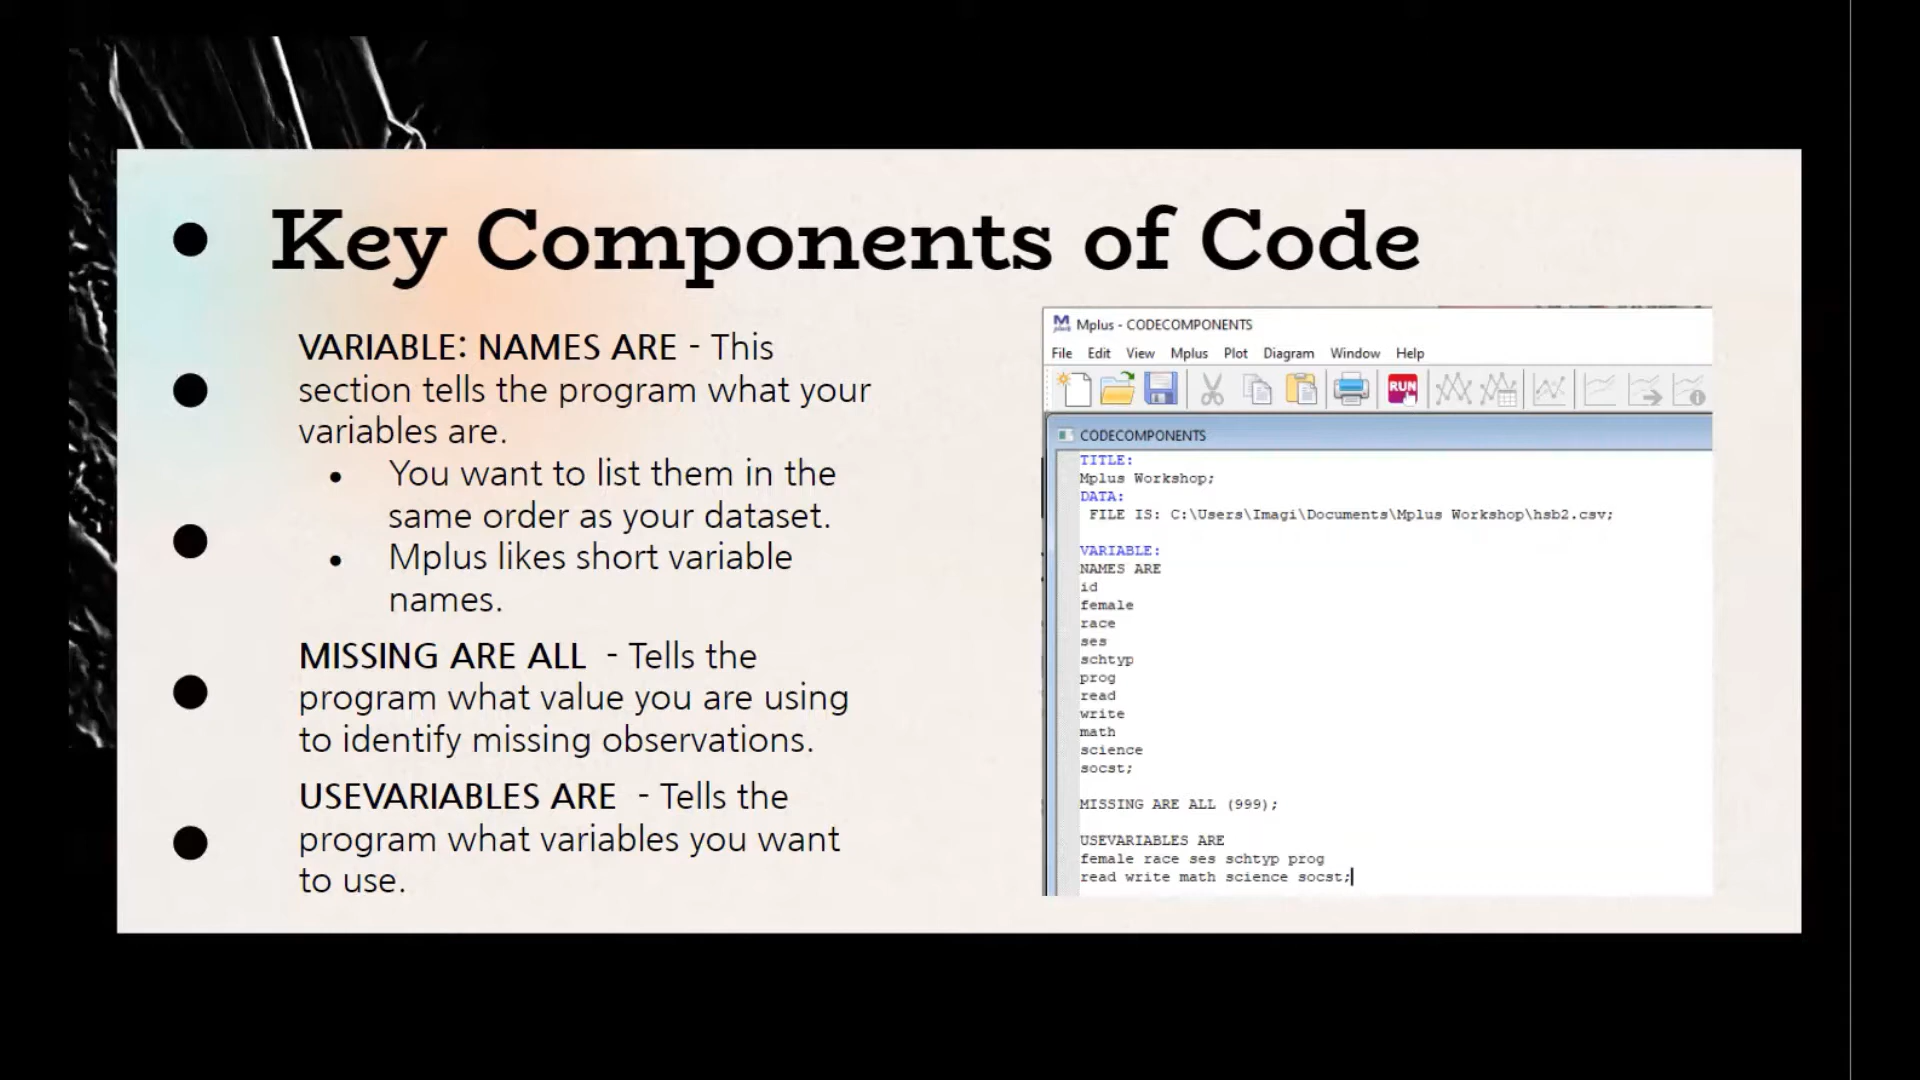 Key Components of Code
VARIABLE: NAMES ARE - This
section tells the program what your
variables are.
You want to list them in the
same order as your dataset.
Mplus likes short variable
names.
MISSING ARE ALL - Tells the
program what value you are using
to identify missing observations.
USEVARIABLES ARE - Tells the
program what variables you want
to use.
Mplus - CODECOMPONENTS
File Edit View Mplus Plot Diagram Window Help
RUN
CODECOMPONENTS
TITLE:
Mplus Workshop;
DATA:
FILE IS: C:\Users\Imagi\Documents\Mplus Workshop\hsb2.csv;
VARIABLE:
NAMES ARE
id
female
race
ses
schtyp
prog
read
write
math
science
socst;
MISSING ARE ALL (999);
USEVARIABLES ARE
female race ses schtyp prog
read write math science socst;